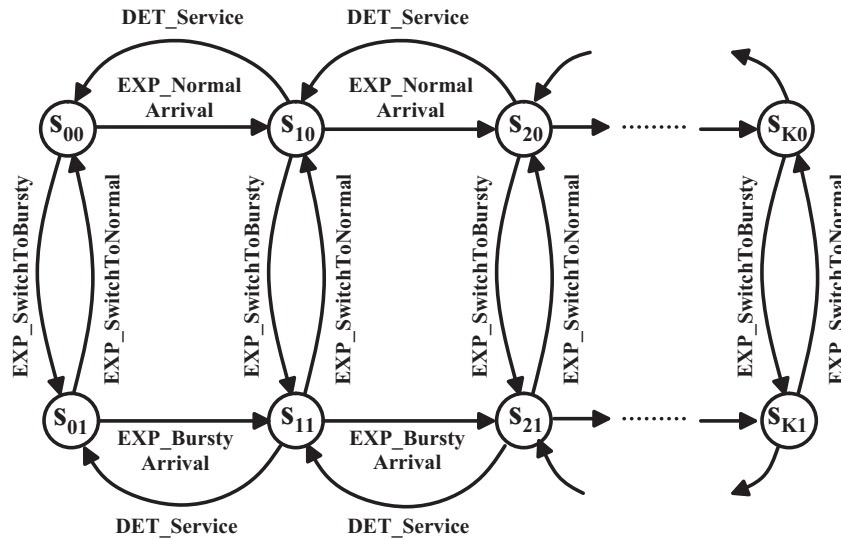 DET_Service
DET_Service
EXP_Normal
Arrival
EXP_Normal
Arrival
S00
S10
S20
.........
SK0
EXP_SwitchToBursty
EXP_SwitchToNormal
EXP_SwitchToBursty
EXP_SwitchToNormal
EXP_SwitchToBursty
EXP_SwitchToNormal
EXP_SwitchToBursty
EXP_SwitchToNormal
S01
S11
S21
.........
SK1
EXP_Bursty
Arrival
EXP_Bursty
Arrival
DET_Service
DET_Service